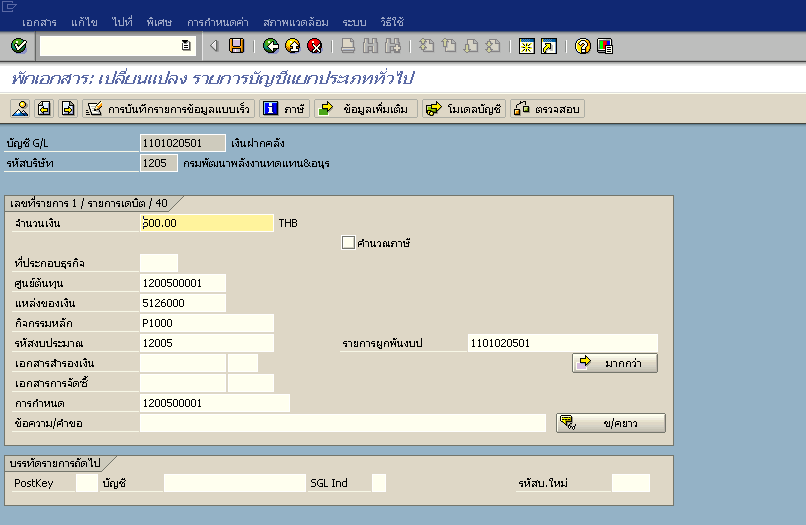 เอกสาร แก้ไข ไปที่ พิเศษ การกำหนดค่า สภาพแวดล้อม ระบบ วิธีใช้
พักเอกสาร: เปลี่ยนแปลง รายการบัญชีแยกประเภททั่วไป
การบันทึกรายการข้อมูลแบบเร็ว ภาษี ข้อมูลเพิ่มเติม โมเดลบัญชี ตรวจสอบ
บัญชี G/L 1101020501 เงินฝากคลัง
รหัสบริษัท 1205 กรมพัฒนาพลังงานทดแทน&อนุร
เลขที่รายการ 1 / รายการเดบิต / 40
จำนวนเงิน 500.00 THB
คำนวณภาษี
ที่ประกอบธุรกิจ
ศูนย์ต้นทุน 1200500001
แหล่งของเงิน 5126000
กิจกรรมหลัก P1000
รหัสงบประมาณ 12005 รายการผูกพันงบป 1101020501
เอกสารสำรองเงิน มากกว่า
เอกสารการจัดซื้
การกำหนด 1200500001
ข้อความ/คำขอ ข/คยาว
บรรทัดรายการถัดไป
PostKey บัญชี SGL Ind รหัสบ.ใหม่